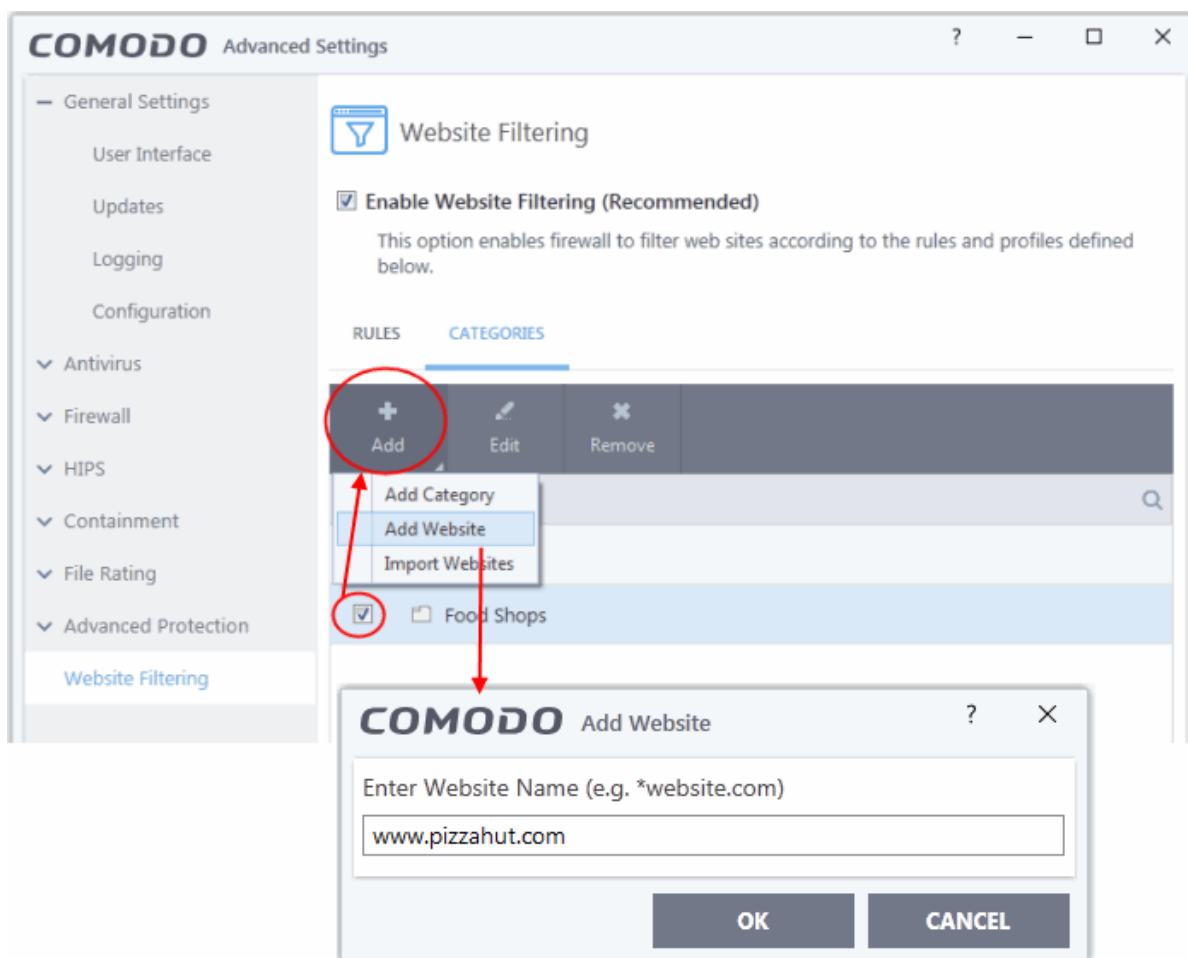 COMODO Advanced Settings ?
General Settings
User Interface
Updates
Logging
Configuration
Antivirus
Firewall
HIPS
Containment
File Rating
Advanced Protection
Website Filtering
Website Filtering
Enable Website Filtering (Recommended)
This option enables firewall to filter web sites according to the rules and profiles defined
below.
RULES CATEGORIES
Add Edit Remove
Add Category
Add Website
Import Websites
Food Shops
COMODO Add Website ?
Enter Website Name (e.g. *website.com)
www.pizzahut.com
OK CANCEL